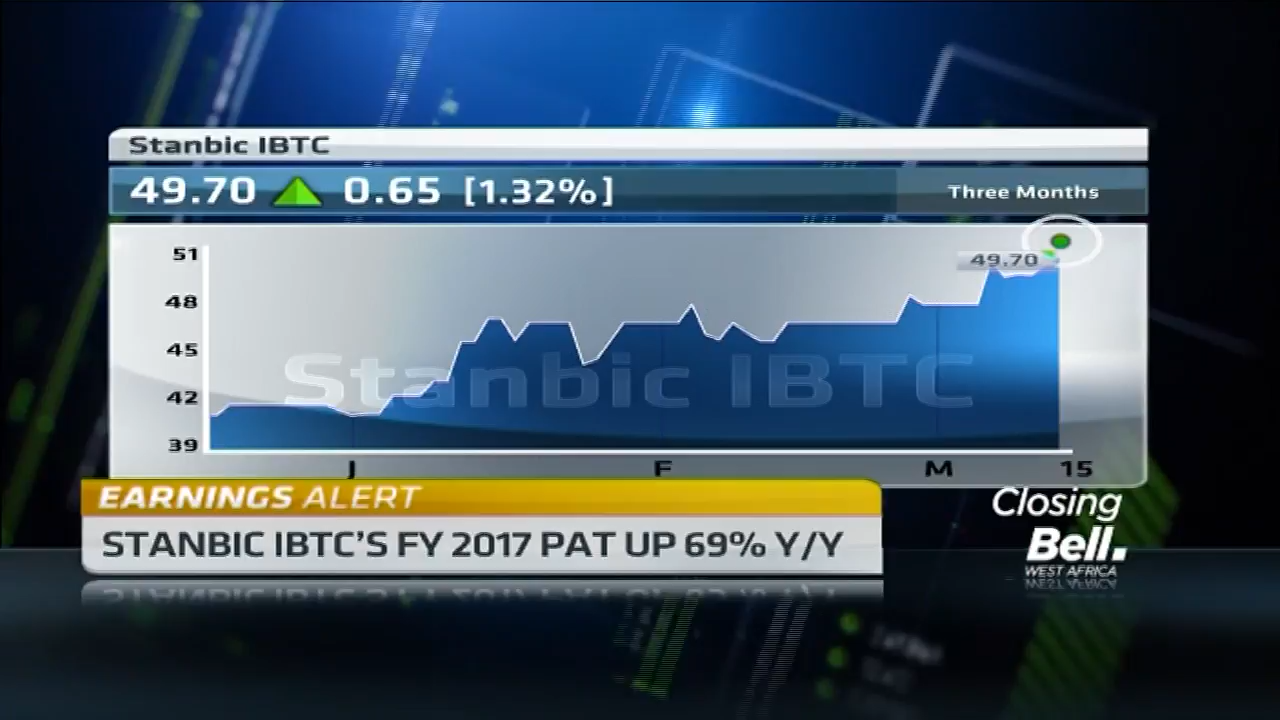 Stanbic IBTC
49.70 0.65 [1.32%] Three Months
51
49.70
48
45
Stanbic IBTC
42
39
J F M 15
EARNINGS ALERT
STANBIC IBTC'S FY 2017 PAT UP 69% Y/Y
Closing
Bell.
WEST AFRICA